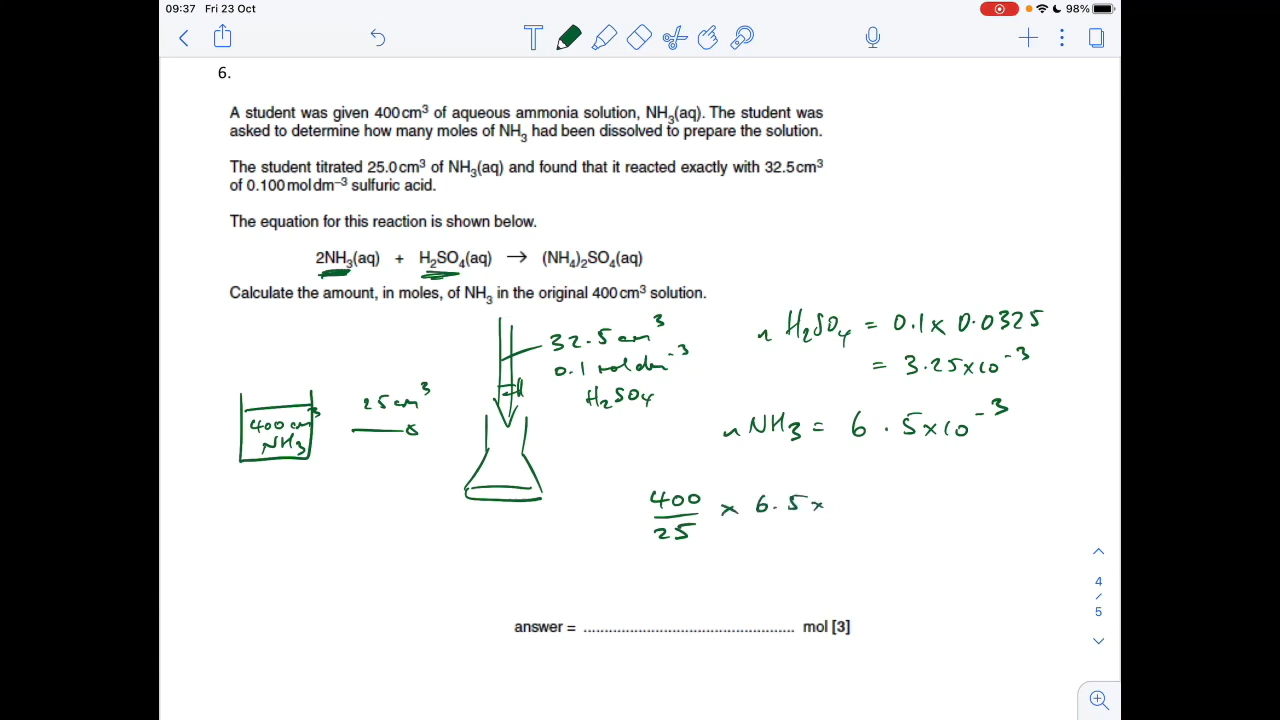 09:37 Fri 23 Oct
98%
T
6.
A student was given 400 cm³ of aqueous ammonia solution, NH₃(aq). The student was
asked to determine how many moles of NH₃ had been dissolved to prepare the solution.
The student titrated 25.0 cm³ of NH₃(aq) and found that it reacted exactly with 32.5 cm³
of 0.100 mol dm⁻³ sulfuric acid.
The equation for this reaction is shown below.
2NH₃(aq) + H₂SO₄(aq) → (NH₄)₂SO₄(aq)
Calculate the amount, in moles, of NH₃ in the original 400 cm³ solution.
32.5 cm³
0.1 mol dm⁻³
H₂SO₄
n H₂SO₄ = 0.1 × 0.0325
= 3.25×10⁻³
400 cm³
NH₃
25 cm³
n NH₃ = 6.5×10⁻³
400
25
× 6.5 ×
4
/
5
answer = .................................................. mol [3]